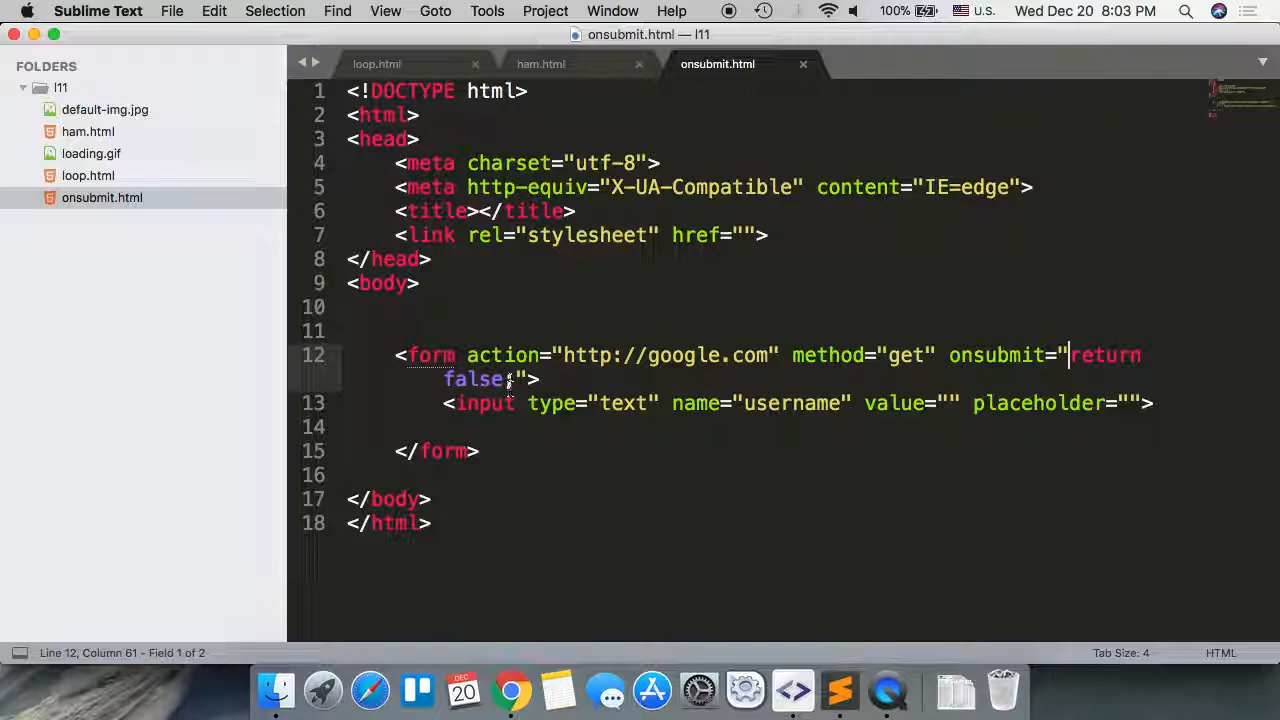 Sublime Text File Edit Selection Find View Goto Tools Project Window Help 100% U.S. Wed Dec 20 8:03 PM
onsubmit.html — l11
FOLDERS
l11
default-img.jpg
ham.html
loading.gif
loop.html
onsubmit.html
loop.html ham.html onsubmit.html
1 <!DOCTYPE html>
2 <html>
3 <head>
4 <meta charset="utf-8">
5 <meta http-equiv="X-UA-Compatible" content="IE=edge">
6 <title></title>
7 <link rel="stylesheet" href="">
8 </head>
9 <body>
10
11
12 <form action="http://google.com" method="get" onsubmit="return
false;">
13 <input type="text" name="username" value="" placeholder="">
14
15 </form>
16
17 </body>
18 </html>
Line 12, Column 61 - Field 1 of 2 Tab Size: 4 HTML
DEC
20